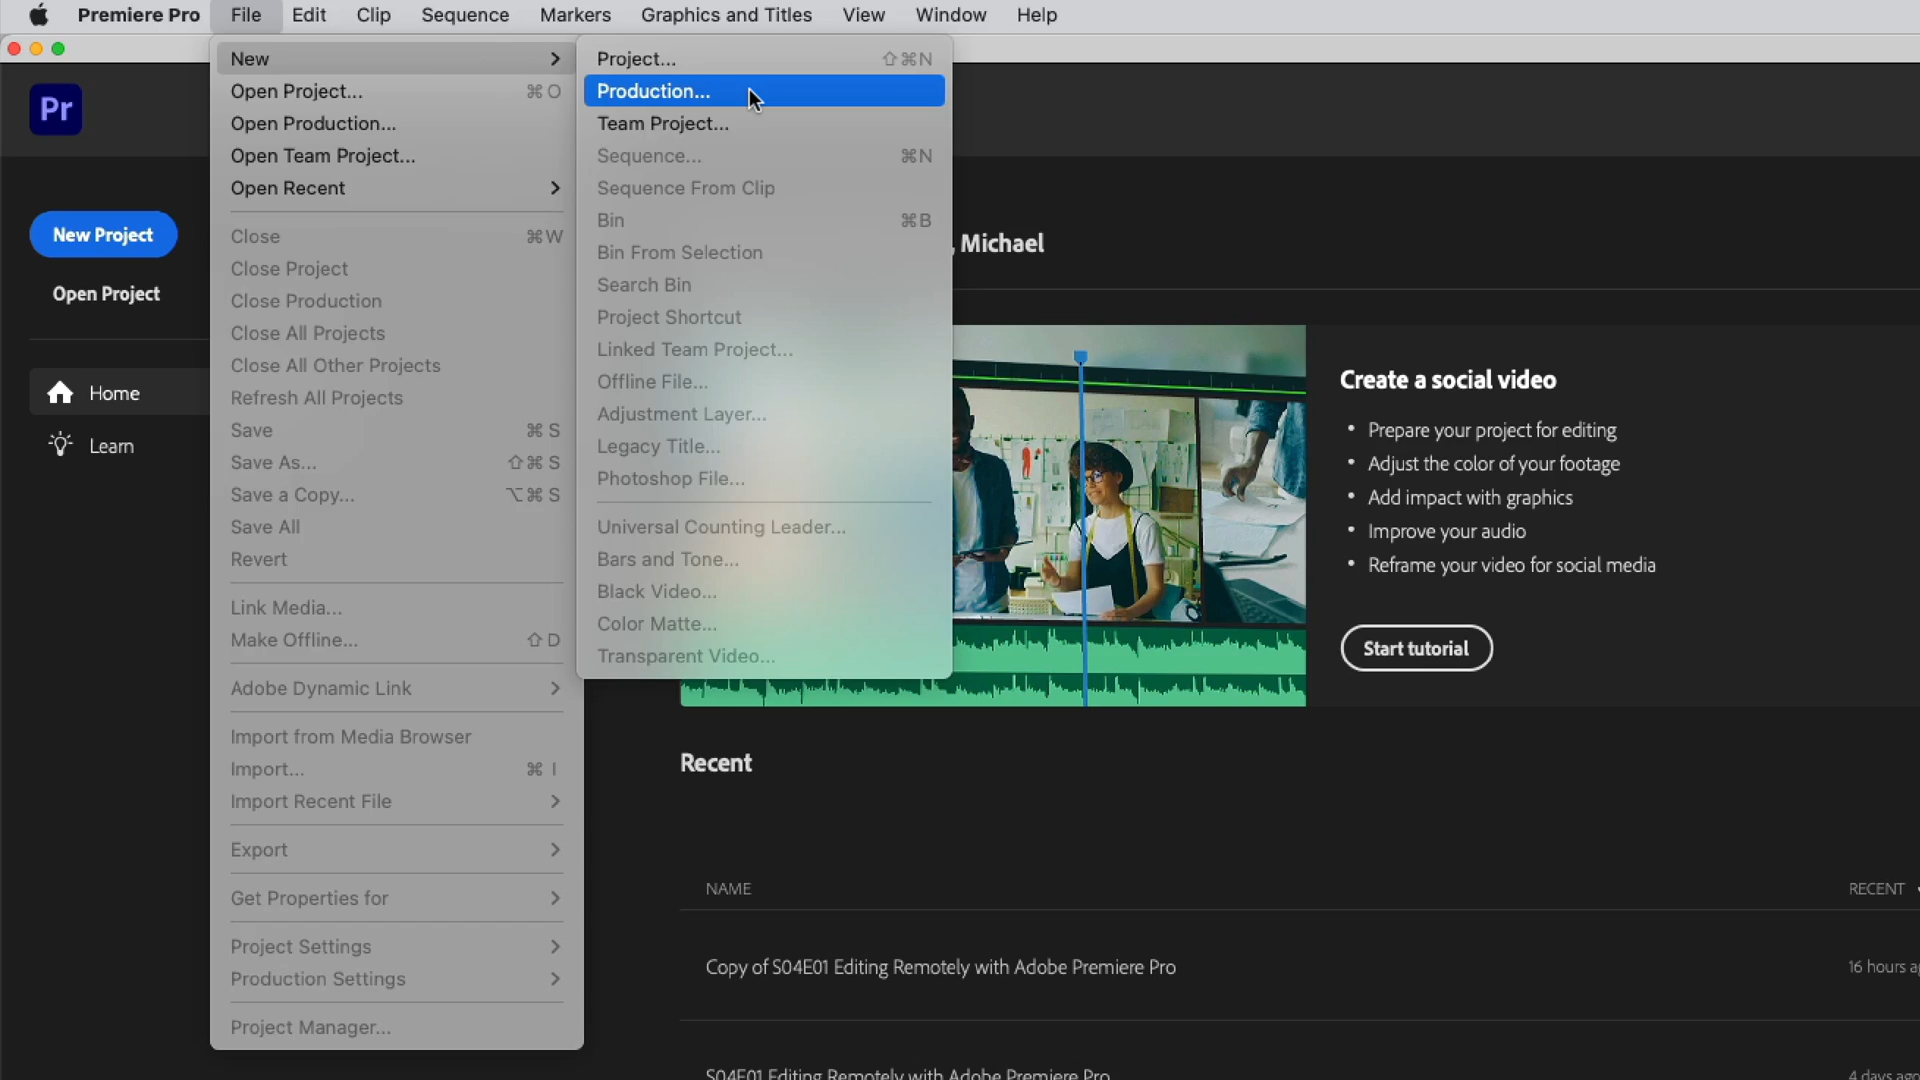 Premiere Pro File Edit Clip Sequence Markers Graphics and Titles View Window Help
Pr
New Project
Open Project
Home
Learn
New
Open Project... ⌘ O
Open Production...
Open Team Project...
Open Recent
Close ⌘ W
Close Project
Close Production
Close All Projects
Close All Other Projects
Refresh All Projects
Save ⌘ S
Save As... ⇧ ⌘ S
Save a Copy... ⌥ ⌘ S
Save All
Revert
Link Media...
Make Offline... ⇧ D
Adobe Dynamic Link
Import from Media Browser
Import... ⌘ I
Import Recent File
Export
Get Properties for
Project Settings
Production Settings
Project Manager...
Project... ⇧ ⌘ N
Production...
Team Project...
Sequence... ⌘ N
Sequence From Clip
Bin ⌘ B
Bin From Selection
Search Bin
Project Shortcut
Linked Team Project...
Offline File...
Adjustment Layer...
Legacy Title...
Photoshop File...
Universal Counting Leader...
Bars and Tone...
Black Video...
Color Matte...
Transparent Video...
, Michael
Create a social video
• Prepare your project for editing
• Adjust the color of your footage
• Add impact with graphics
• Improve your audio
• Reframe your video for social media
Start tutorial
Recent
NAME RECENT
Copy of S04E01 Editing Remotely with Adobe Premiere Pro 16 hours
S04E01 Editing Remotely with Adobe Premiere Pro 4 days ago